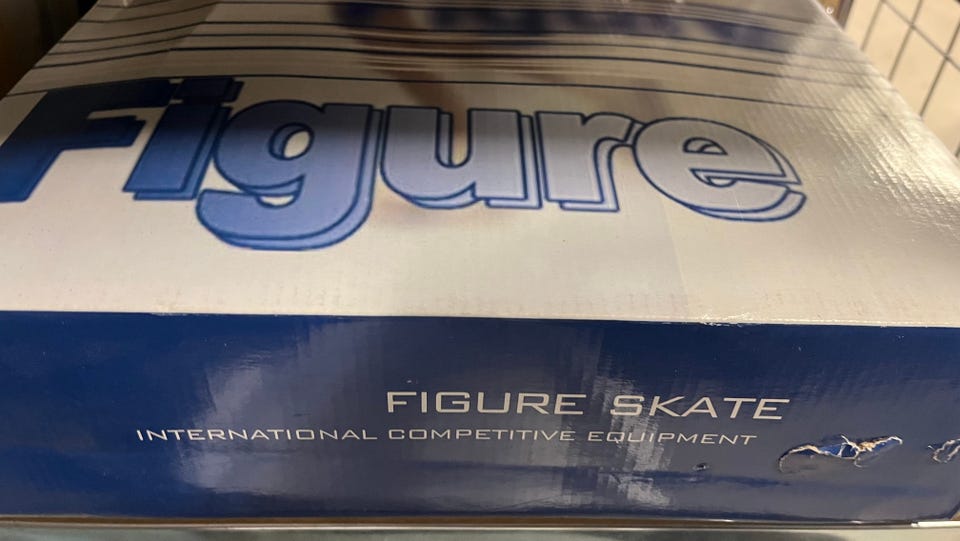 Figure
FIGURE SKATE
INTERNATIONAL COMPETITIVE EQUIPMENT